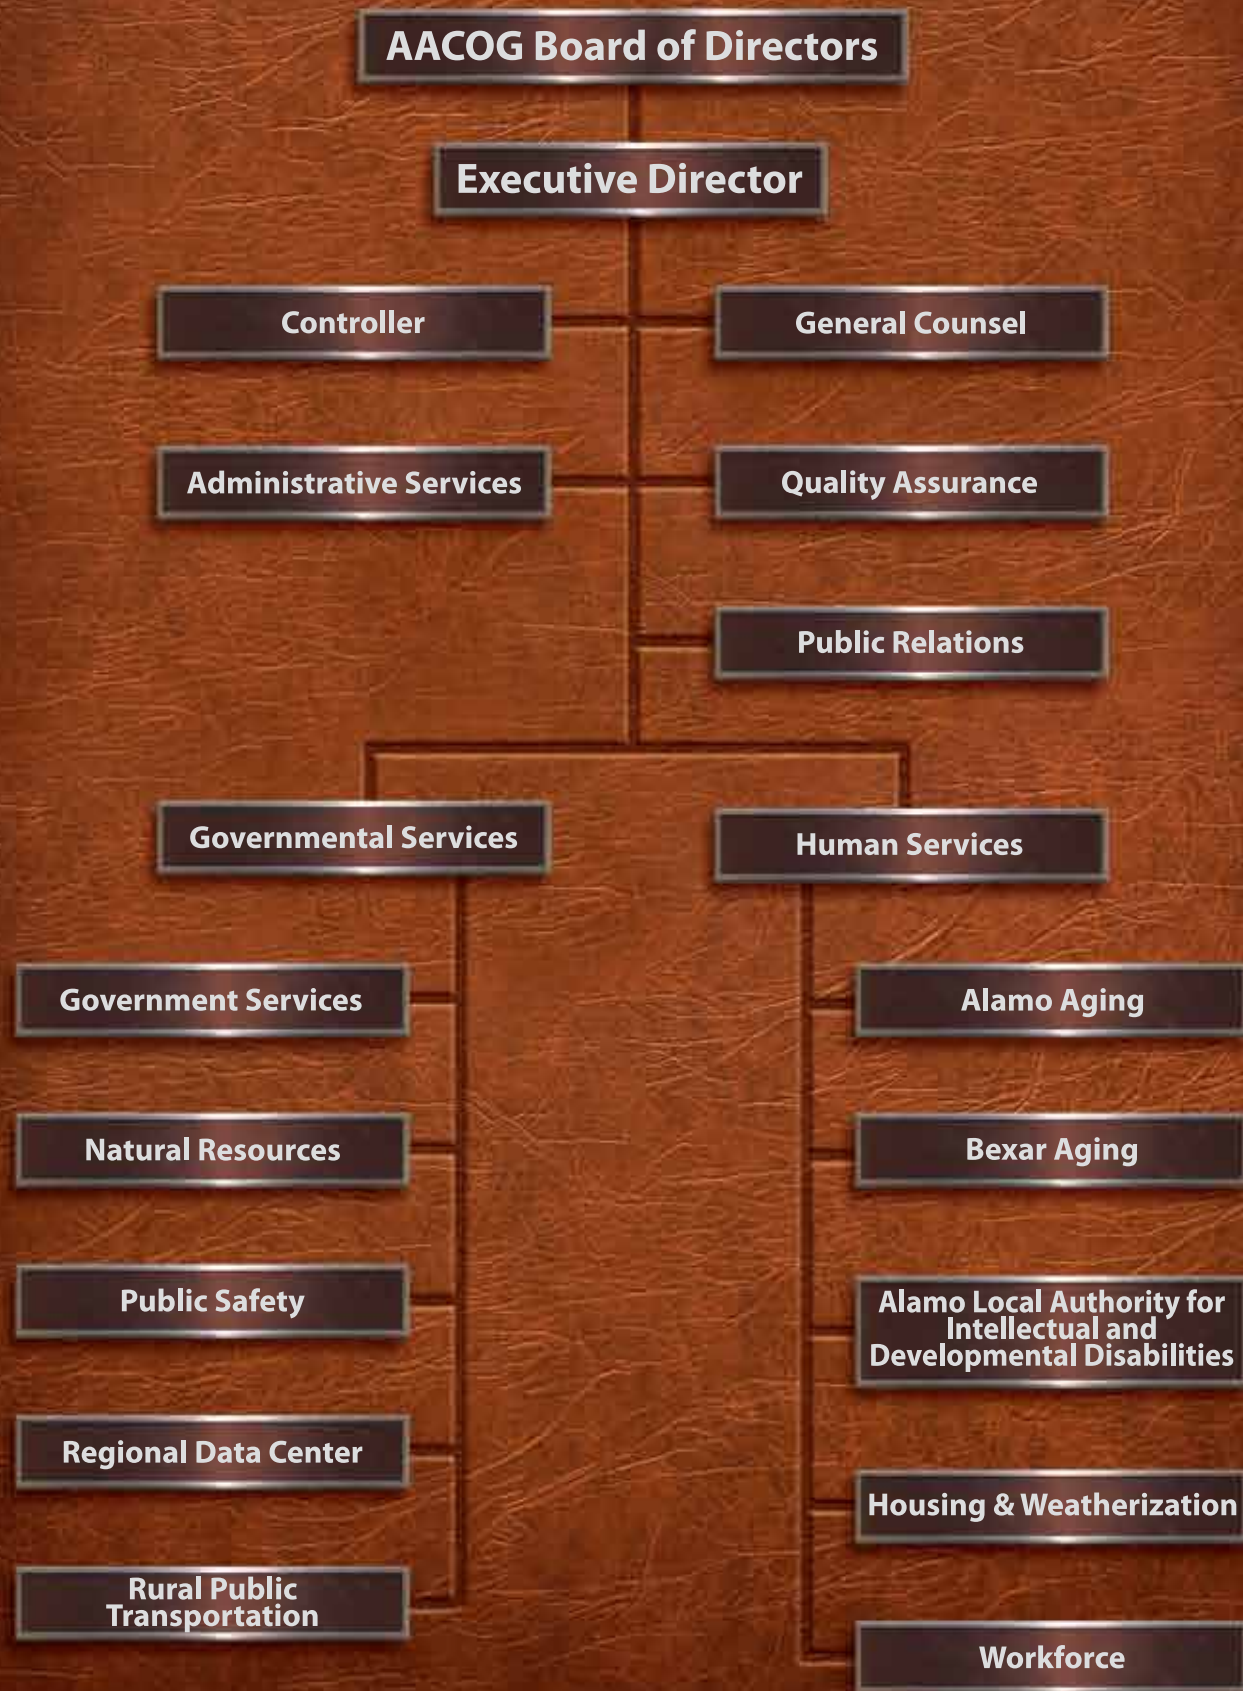 AACOG Board of Directors
Executive Director
Controller
General Counsel
Administrative Services
Quality Assurance
Public Relations
Governmental Services
Human Services
Government Services
Alamo Aging
Natural Resources
Bexar Aging
Public Safety
Alamo Local Authority for
Intellectual and
Developmental Disabilities
Regional Data Center
Housing & Weatherization
Rural Public
Transportation
Workforce